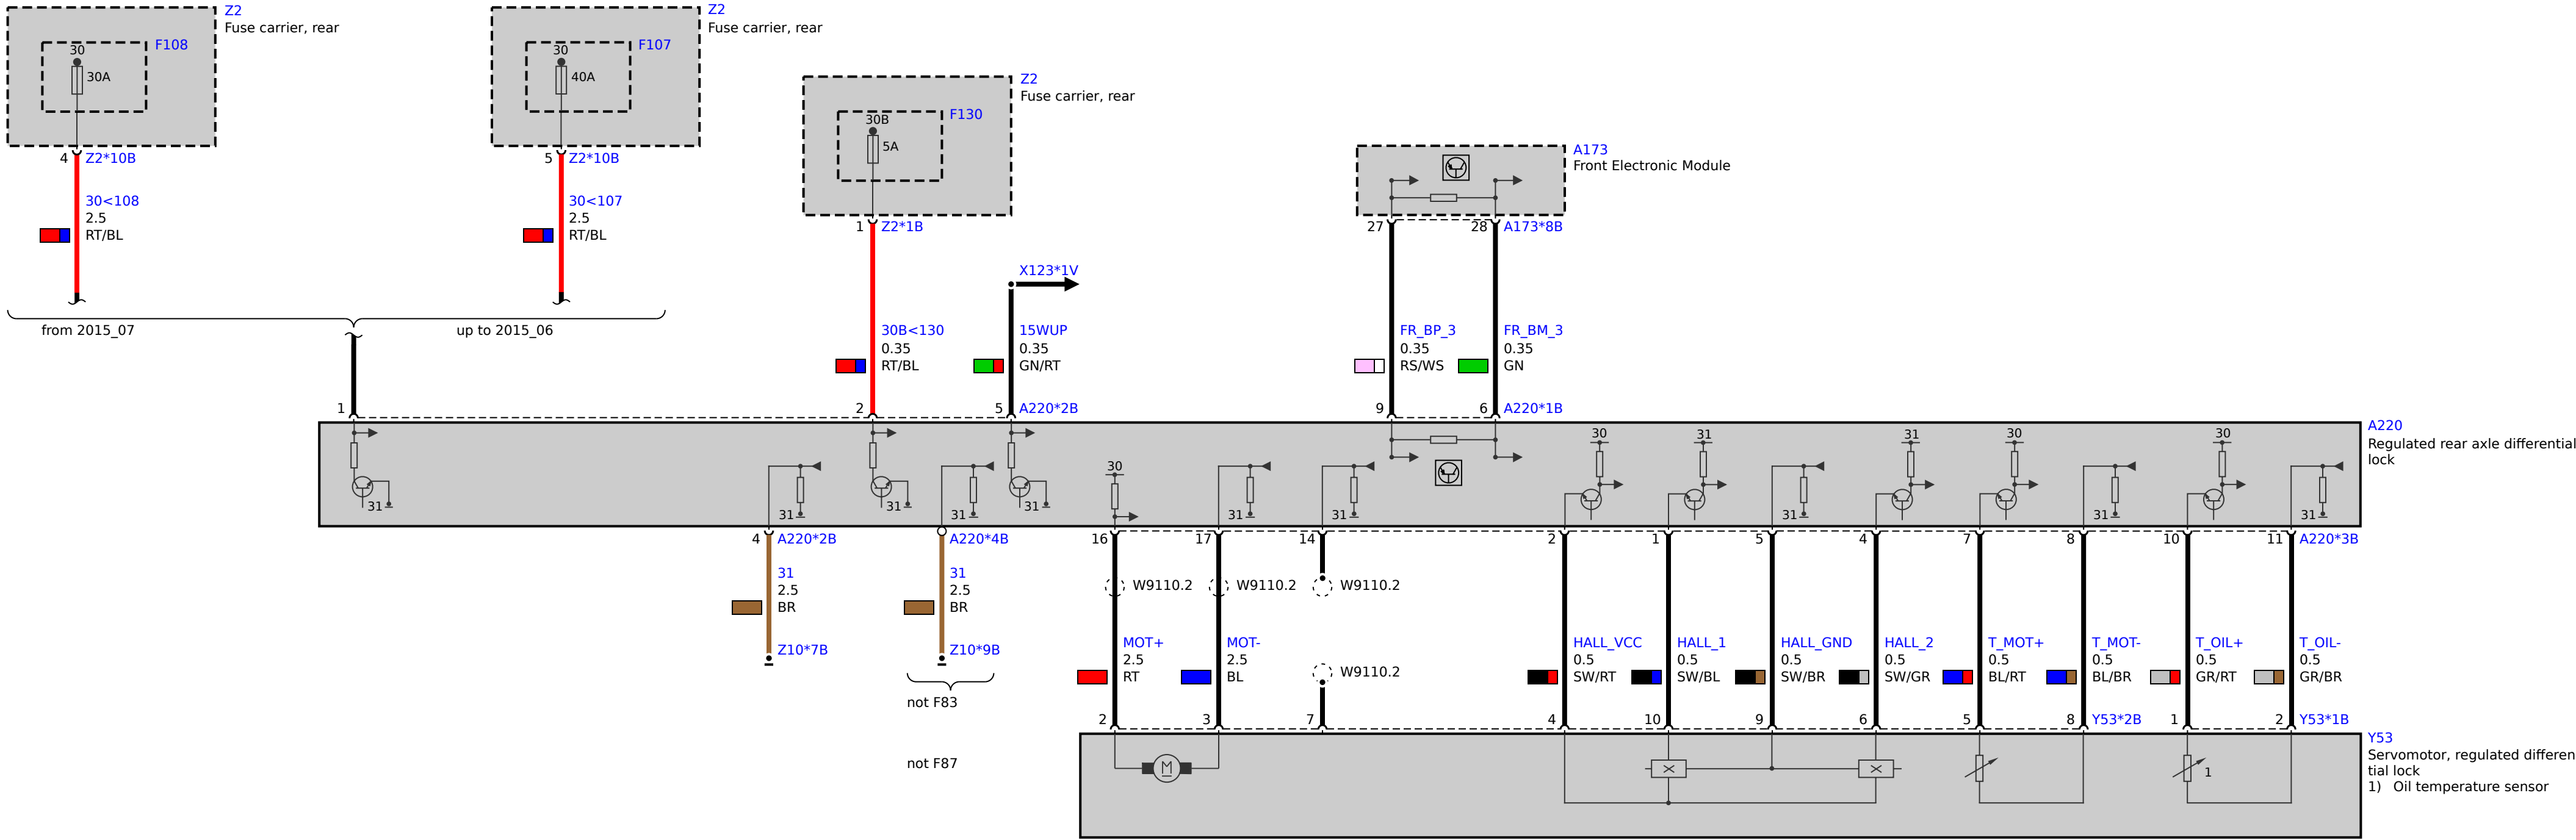 Z2
Fuse carrier, rear
F108
30
30A
4 Z2*10B
30<108
2.5
RT/BL
from 2015_07
Z2
Fuse carrier, rear
F107
30
40A
5 Z2*10B
30<107
2.5
RT/BL
up to 2015_06
Z2
Fuse carrier, rear
F130
30B
5A
1 Z2*1B
30B<130
0.35
RT/BL
X123*1V
15WUP
0.35
GN/RT
A173
Front Electronic Module
27 28 A173*8B
FR_BP_3
0.35
RS/WS
FR_BM_3
0.35
GN
1 2 5 A220*2B
9 6 A220*1B
A220
Regulated rear axle differential
lock
30 31 31 30 30
30
31 31 31 31 31 31 31 31 31 31
4 A220*2B
A220*4B
16 17 14 2 1 5 4 7 8 10 11 A220*3B
31
2.5
BR
Z10*7B
31
2.5
BR
Z10*9B
not F83
not F87
W9110.2 W9110.2 W9110.2
W9110.2
MOT+
2.5
RT
MOT-
2.5
BL
HALL_VCC
0.5
SW/RT
HALL_1
0.5
SW/BL
HALL_GND
0.5
SW/BR
HALL_2
0.5
SW/GR
T_MOT+
0.5
BL/RT
T_MOT-
0.5
BL/BR
T_OIL+
0.5
GR/RT
T_OIL-
0.5
GR/BR
2 3 7 4 10 9 6 5 8 Y53*2B 1 2 Y53*1B
M
1
Y53
Servomotor, regulated differen
tial lock
1) Oil temperature sensor